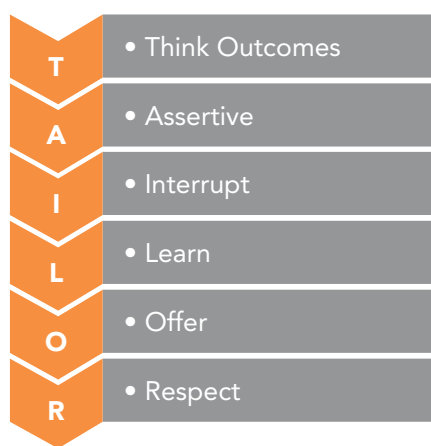 T
• Think Outcomes
A
• Assertive
I
• Interrupt
L
• Learn
O
• Offer
R
• Respect